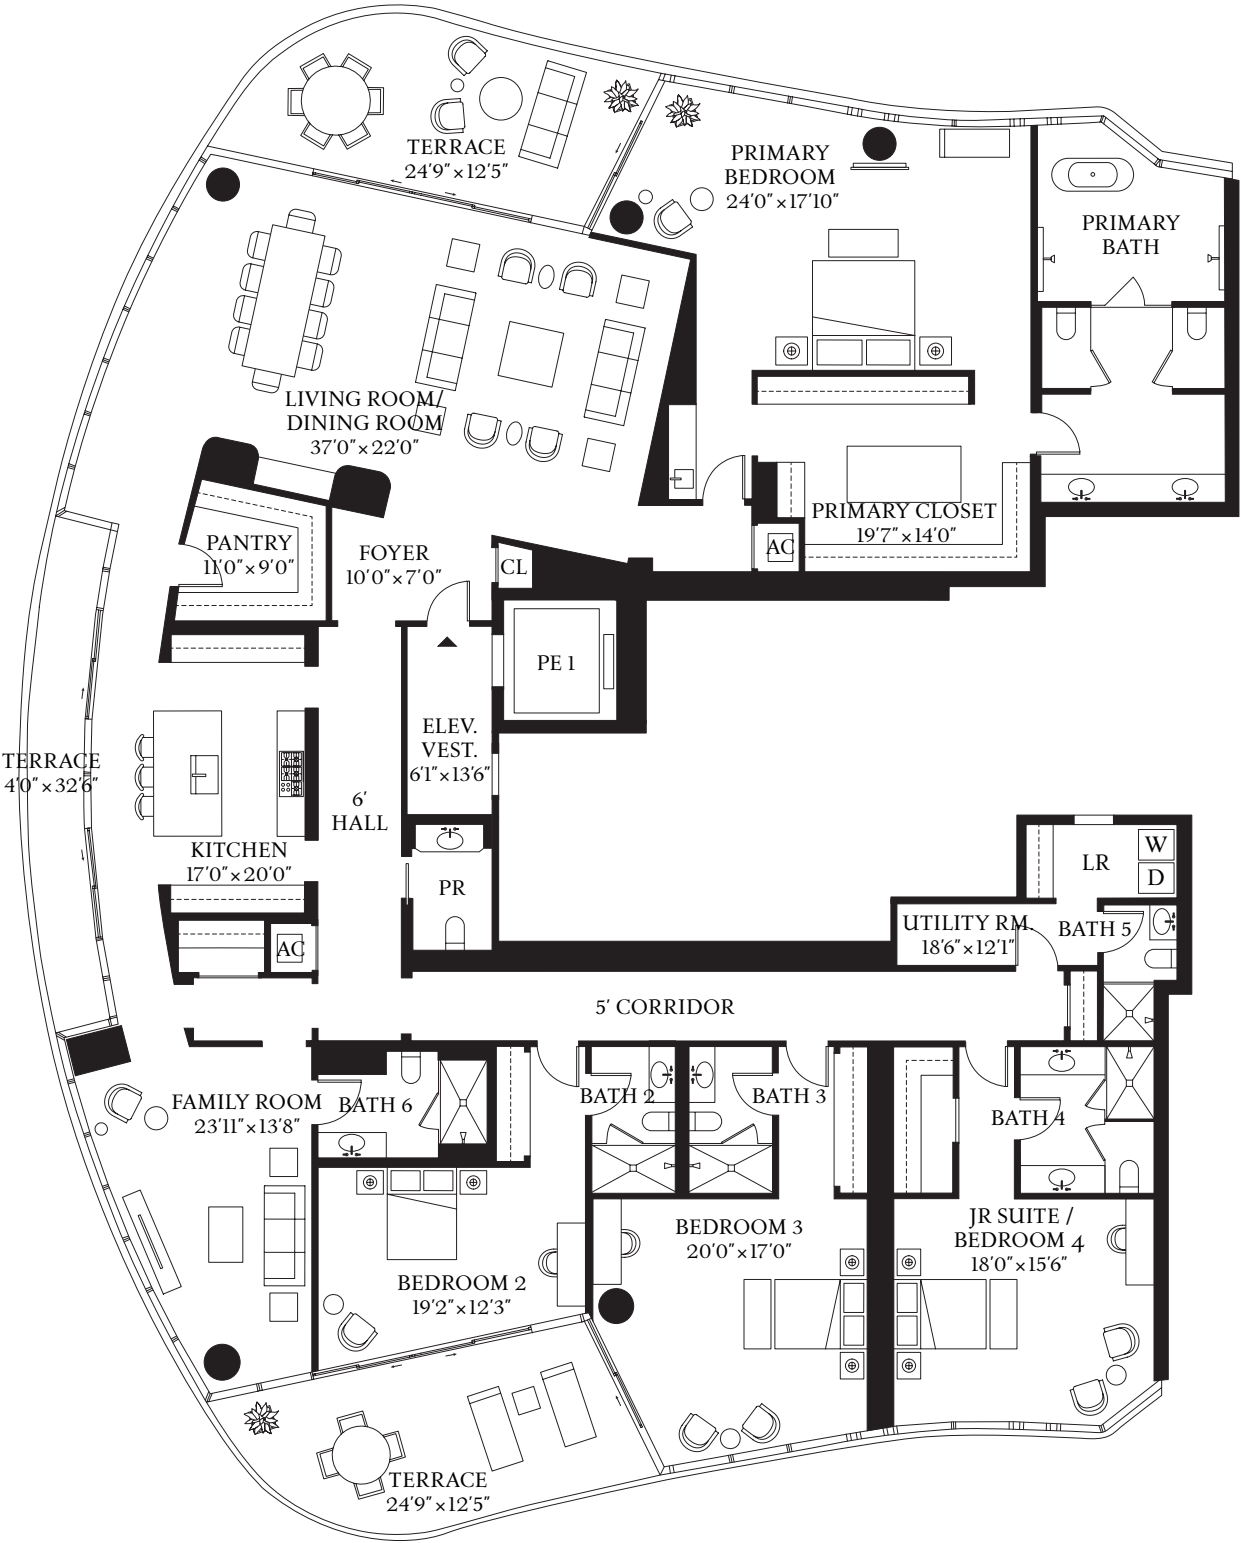 TERRACE
24'9"×12'5"
PRIMARY
BEDROOM
24'0"×17'10"
PRIMARY
BATH
LIVING ROOM/
DINING ROOM
37'0"×22'0"
PRIMARY CLOSET
19'7"×14'0"
AC
PANTRY
11'0"×9'0"
FOYER
10'0"×7'0"
CL
PE 1
ELEV.
VEST.
6'1"×13'6"
TERRACE
4'0"×32'6"
6'
HALL
KITCHEN
17'0"×20'0"
PR
LR
W
D
AC
UTILITY RM.
18'6"×12'1"
BATH 5
5' CORRIDOR
FAMILY ROOM
23'11"×13'8"
BATH 6
BATH 2
BATH 3
BATH 4
BEDROOM 2
19'2"×12'3"
BEDROOM 3
20'0"×17'0"
JR SUITE /
BEDROOM 4
18'0"×15'6"
TERRACE
24'9"×12'5"